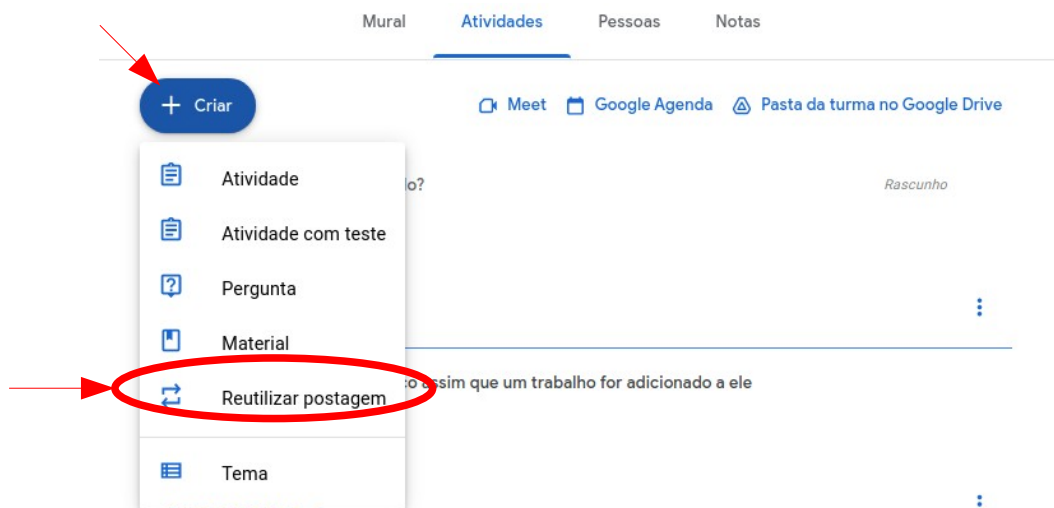 Mural Atividades Pessoas Notas
Criar Meet Google Agenda Pasta da turma no Google Drive
Atividade
o? Rascunho
Atividade com teste
Pergunta
Material
Reutilizar postagem
assim que um trabalho for adicionado a ele
Tema